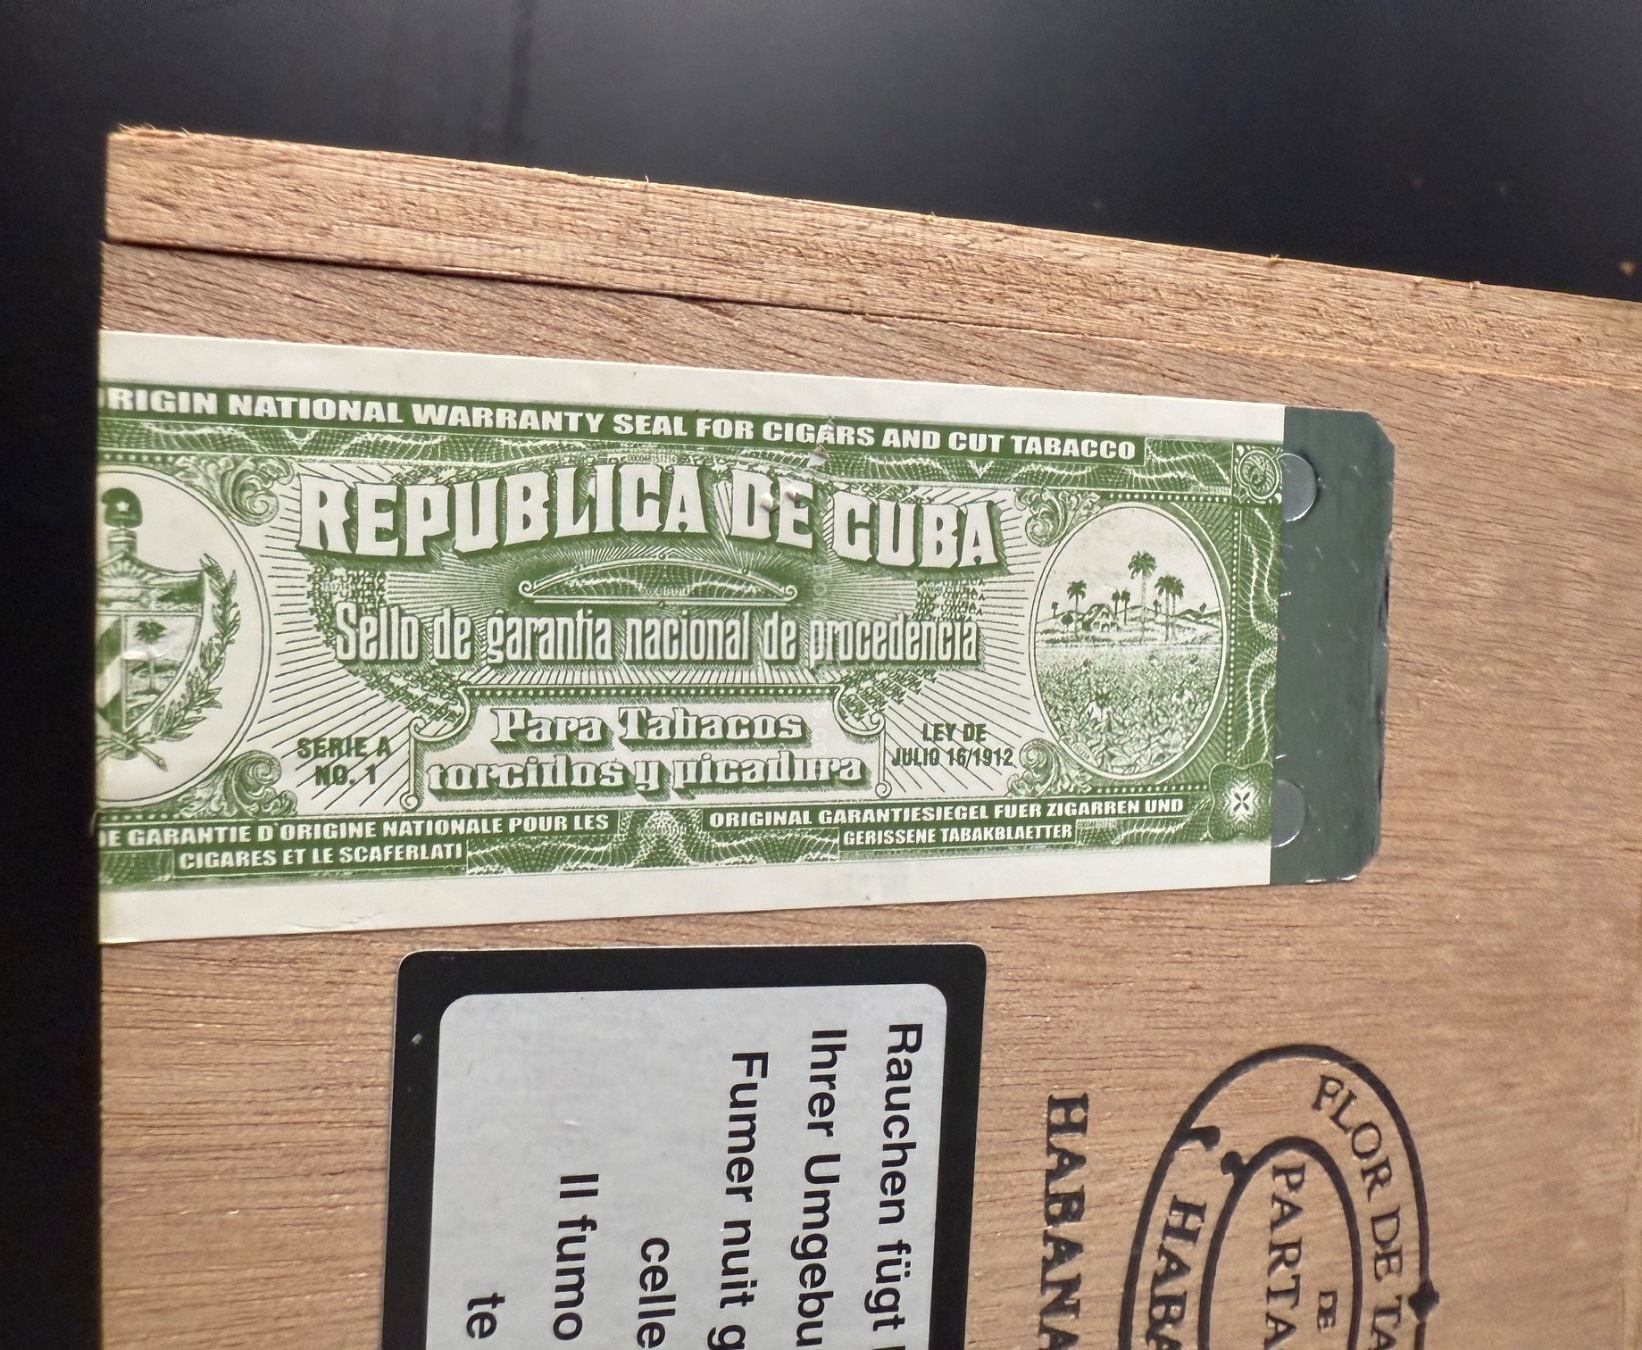 RIGIN NATIONAL WARRANTY SEAL FOR CIGARS AND CUT TABACCO
REPUBLICA DE CUBA
Sello de garantia nacional de procedencia
Para Tabacos
torcidos y picadura
SERIE A
NO. 1
LEY DE
JULIO 16/1912
DE GARANTIE D'ORIGINE NATIONALE POUR LES
CIGARES ET LE SCAFERLATI
ORIGINAL GARANTIESIEGEL FUER ZIGARREN UND
GERISSENE TABAKBLAETTER
Rauchen fügt
Ihrer Umgebu
Fumer nuit g
celle
Il fumo
te
FLOR DE TA
PARTA
DE
HABA
HABANA